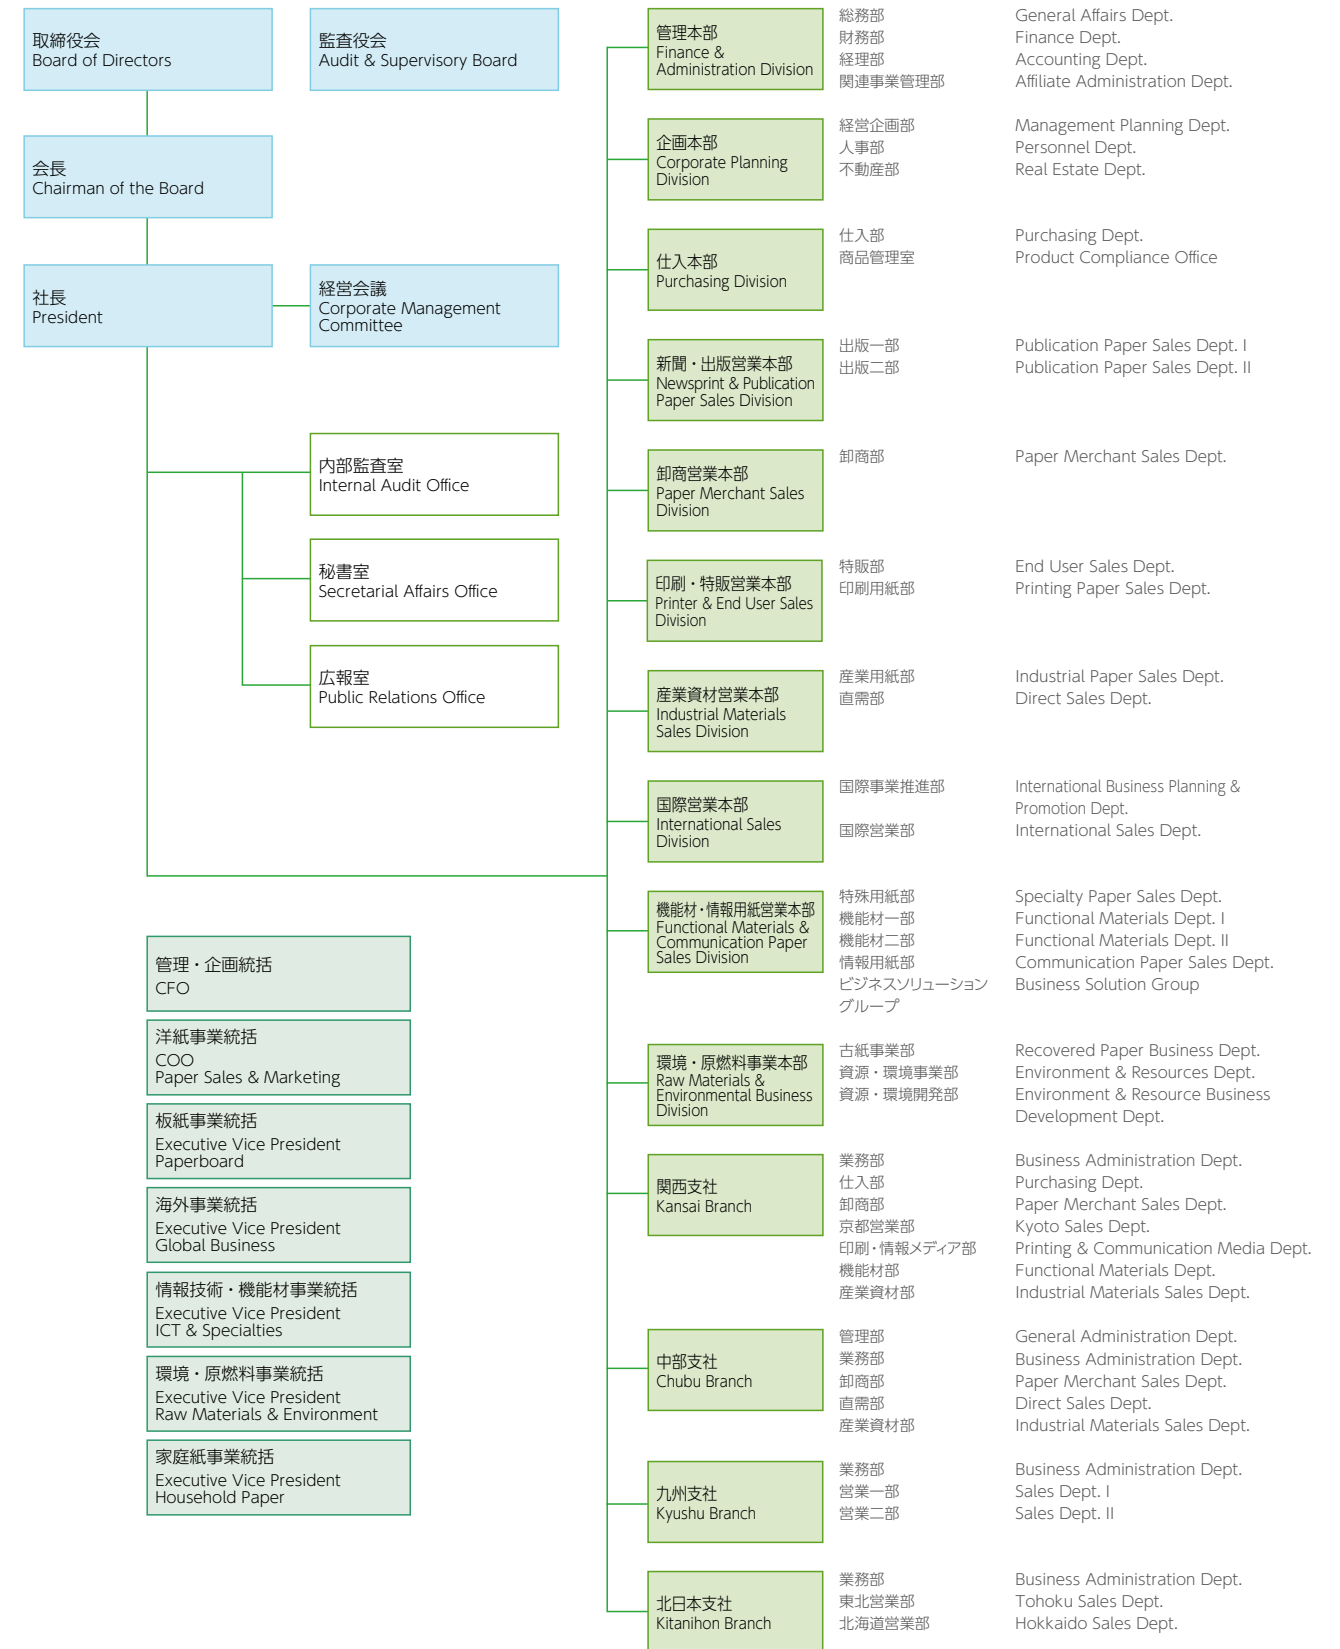 取締役会
Board of Directors
監査役会
Audit & Supervisory Board
会長
Chairman of the Board
社長
President
経営会議
Corporate Management
Committee
内部監査室
Internal Audit Office
秘書室
Secretarial Affairs Office
広報室
Public Relations Office
管理・企画統括
CFO
洋紙事業統括
COO
Paper Sales & Marketing
板紙事業統括
Executive Vice President
Paperboard
海外事業統括
Executive Vice President
Global Business
情報技術・機能材事業統括
Executive Vice President
ICT & Specialties
環境・原燃料事業統括
Executive Vice President
Raw Materials & Environment
家庭紙事業統括
Executive Vice President
Household Paper
管理本部
Finance &
Administration Division
総務部 General Affairs Dept.
財務部 Finance Dept.
経理部 Accounting Dept.
関連事業管理部 Affiliate Administration Dept.
企画本部
Corporate Planning
Division
経営企画部 Management Planning Dept.
人事部 Personnel Dept.
不動産部 Real Estate Dept.
仕入本部
Purchasing Division
仕入部 Purchasing Dept.
商品管理室 Product Compliance Office
新聞・出版営業本部
Newsprint & Publication
Paper Sales Division
出版一部 Publication Paper Sales Dept. I
出版二部 Publication Paper Sales Dept. II
卸商営業本部
Paper Merchant Sales
Division
卸商部 Paper Merchant Sales Dept.
印刷・特販営業本部
Printer & End User Sales
Division
特販部 End User Sales Dept.
印刷用紙部 Printing Paper Sales Dept.
産業資材営業本部
Industrial Materials
Sales Division
産業用紙部 Industrial Paper Sales Dept.
直需部 Direct Sales Dept.
国際営業本部
International Sales
Division
国際事業推進部 International Business Planning &
Promotion Dept.
国際営業部 International Sales Dept.
機能材・情報用紙営業本部
Functional Materials &
Communication Paper
Sales Division
特殊用紙部 Specialty Paper Sales Dept.
機能材一部 Functional Materials Dept. I
機能材二部 Functional Materials Dept. II
情報用紙部 Communication Paper Sales Dept.
ビジネスソリューション Business Solution Group
グループ
環境・原燃料事業本部
Raw Materials &
Environmental Business
Division
古紙事業部 Recovered Paper Business Dept.
資源・環境事業部 Environment & Resources Dept.
資源・環境開発部 Environment & Resource Business
Development Dept.
関西支社
Kansai Branch
業務部 Business Administration Dept.
仕入部 Purchasing Dept.
卸商部 Paper Merchant Sales Dept.
京都営業部 Kyoto Sales Dept.
印刷・情報メディア部 Printing & Communication Media Dept.
機能材部 Functional Materials Dept.
産業資材部 Industrial Materials Sales Dept.
中部支社
Chubu Branch
管理部 General Administration Dept.
業務部 Business Administration Dept.
卸商部 Paper Merchant Sales Dept.
直需部 Direct Sales Dept.
産業資材部 Industrial Materials Sales Dept.
九州支社
Kyushu Branch
業務部 Business Administration Dept.
営業一部 Sales Dept. I
営業二部 Sales Dept. II
北日本支社
Kitanihon Branch
業務部 Business Administration Dept.
東北営業部 Tohoku Sales Dept.
北海道営業部 Hokkaido Sales Dept.